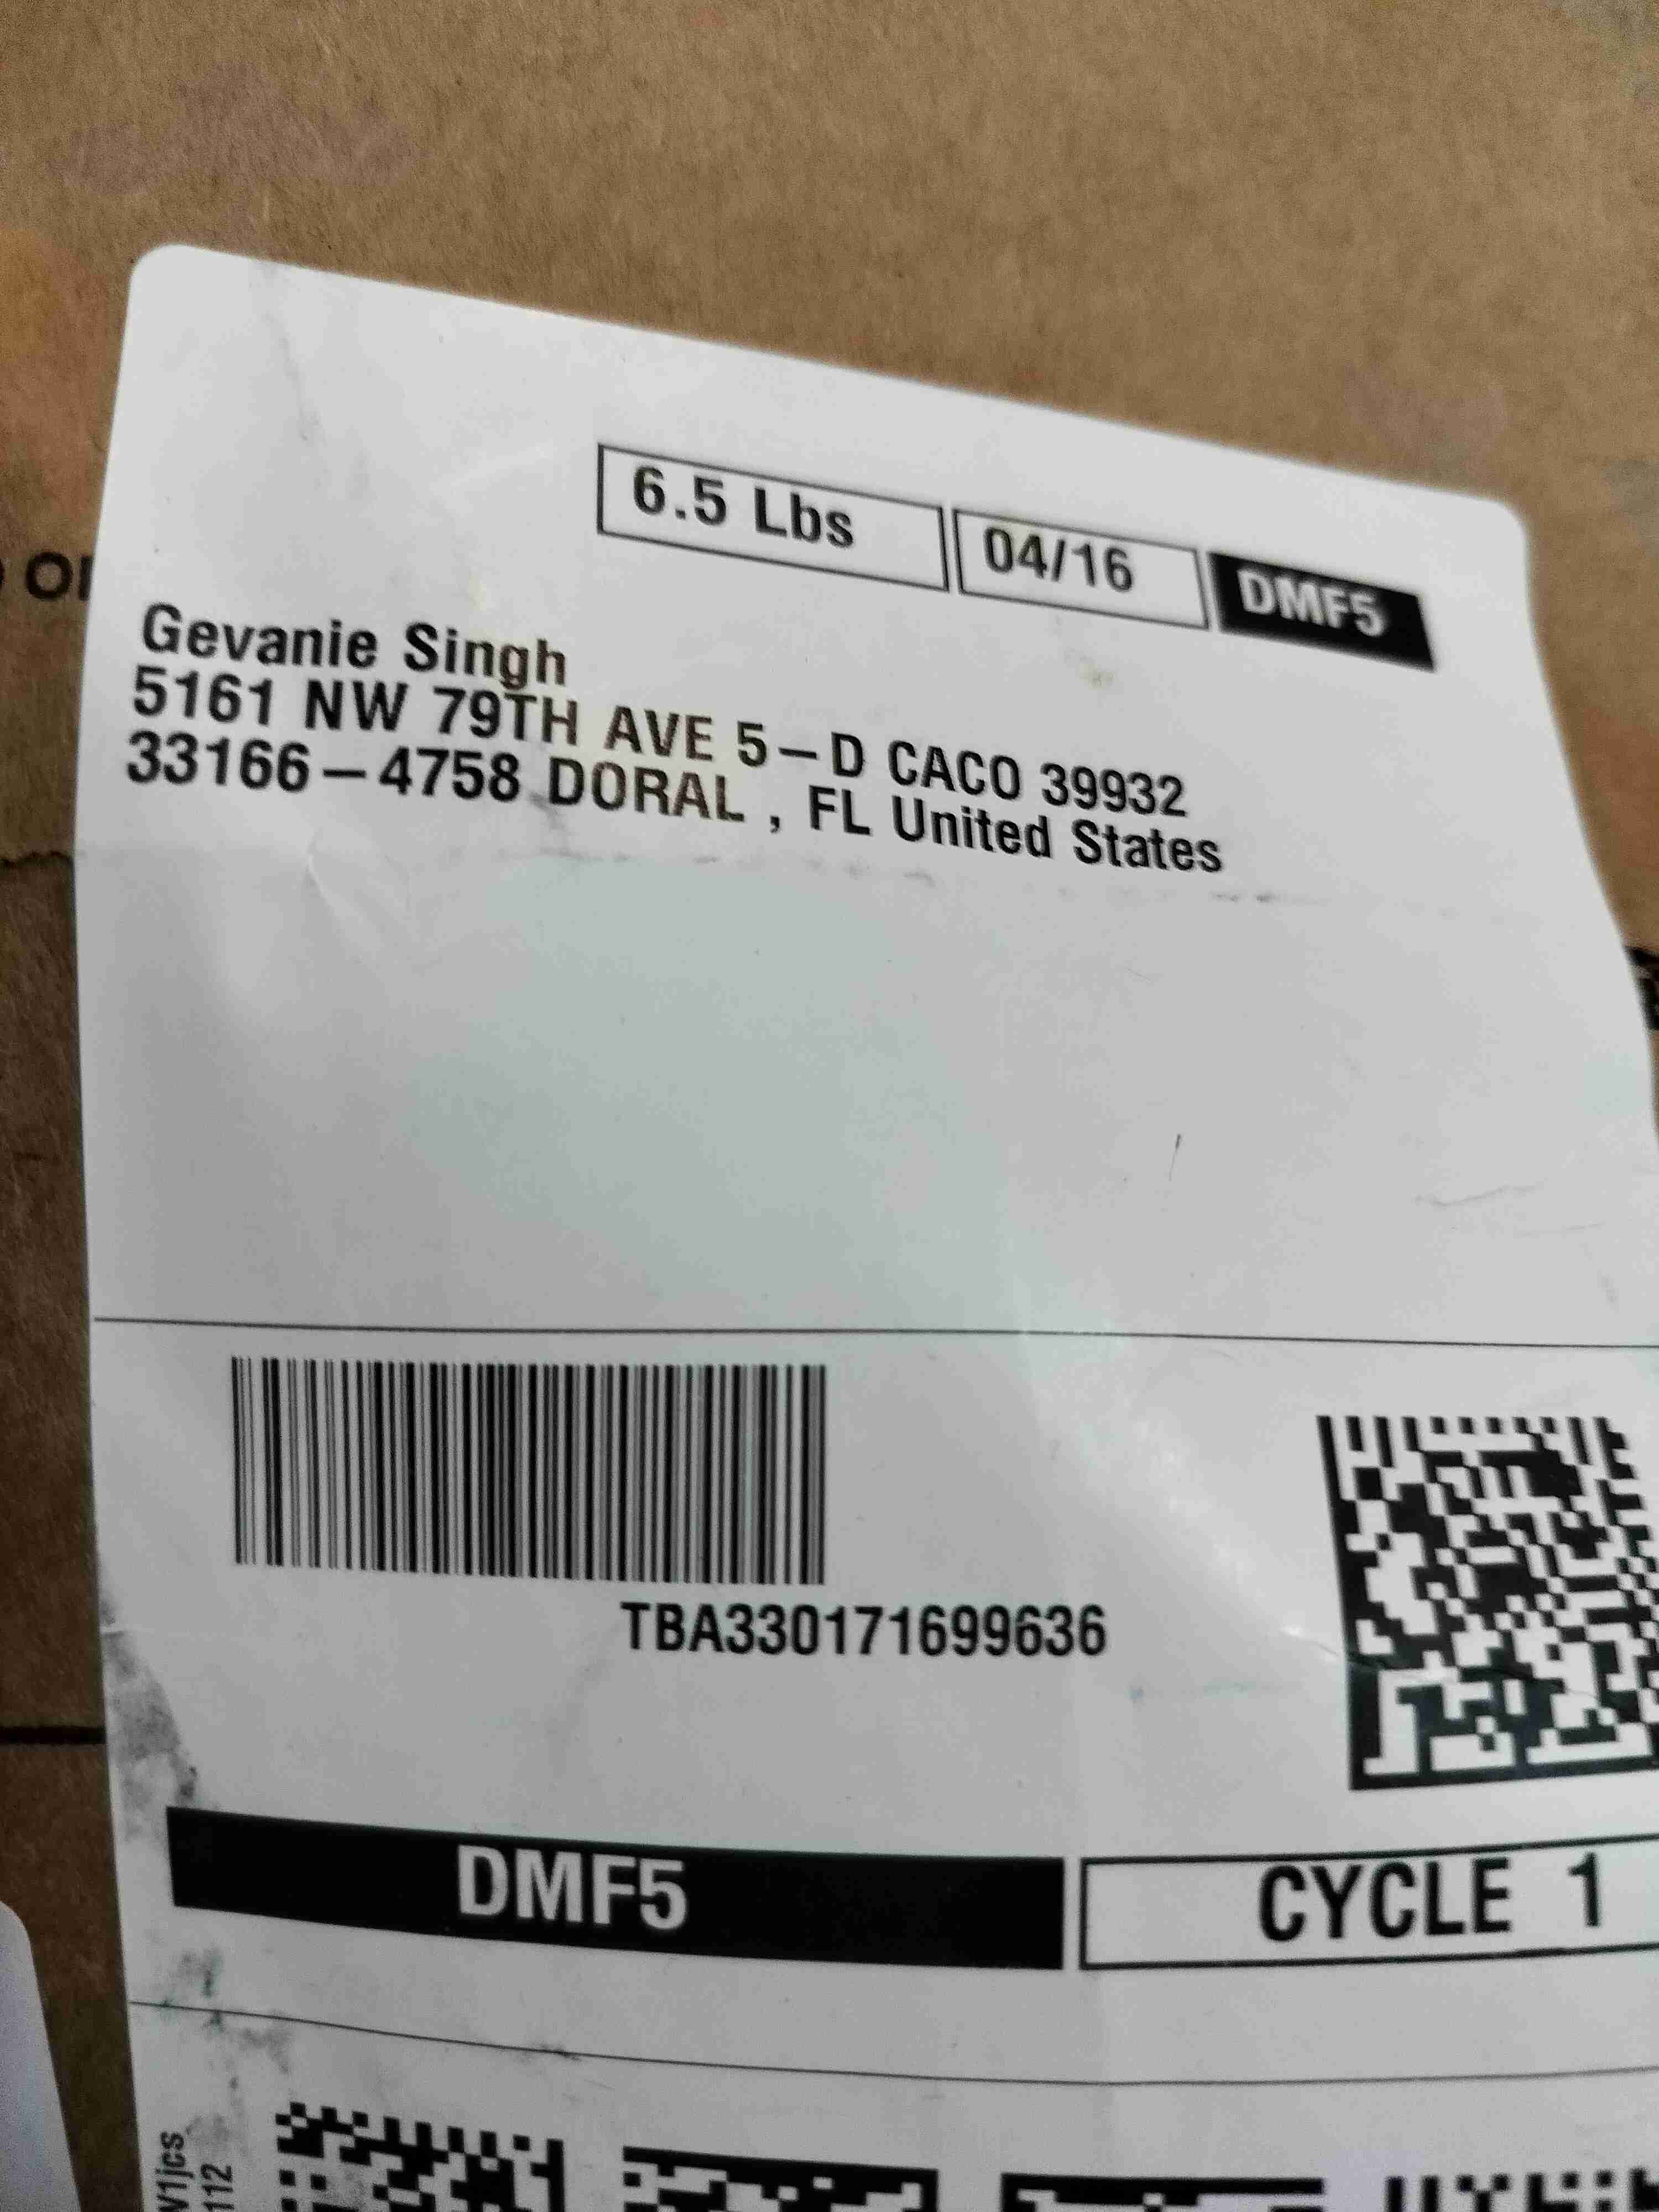 6.5 Lbs 04/16 DMF5
Gevanie Singh
5161 NW 79TH AVE 5-D CACO 39932
33166-4758 DORAL , FL United States
TBA330171699636
DMF5 CYCLE 1